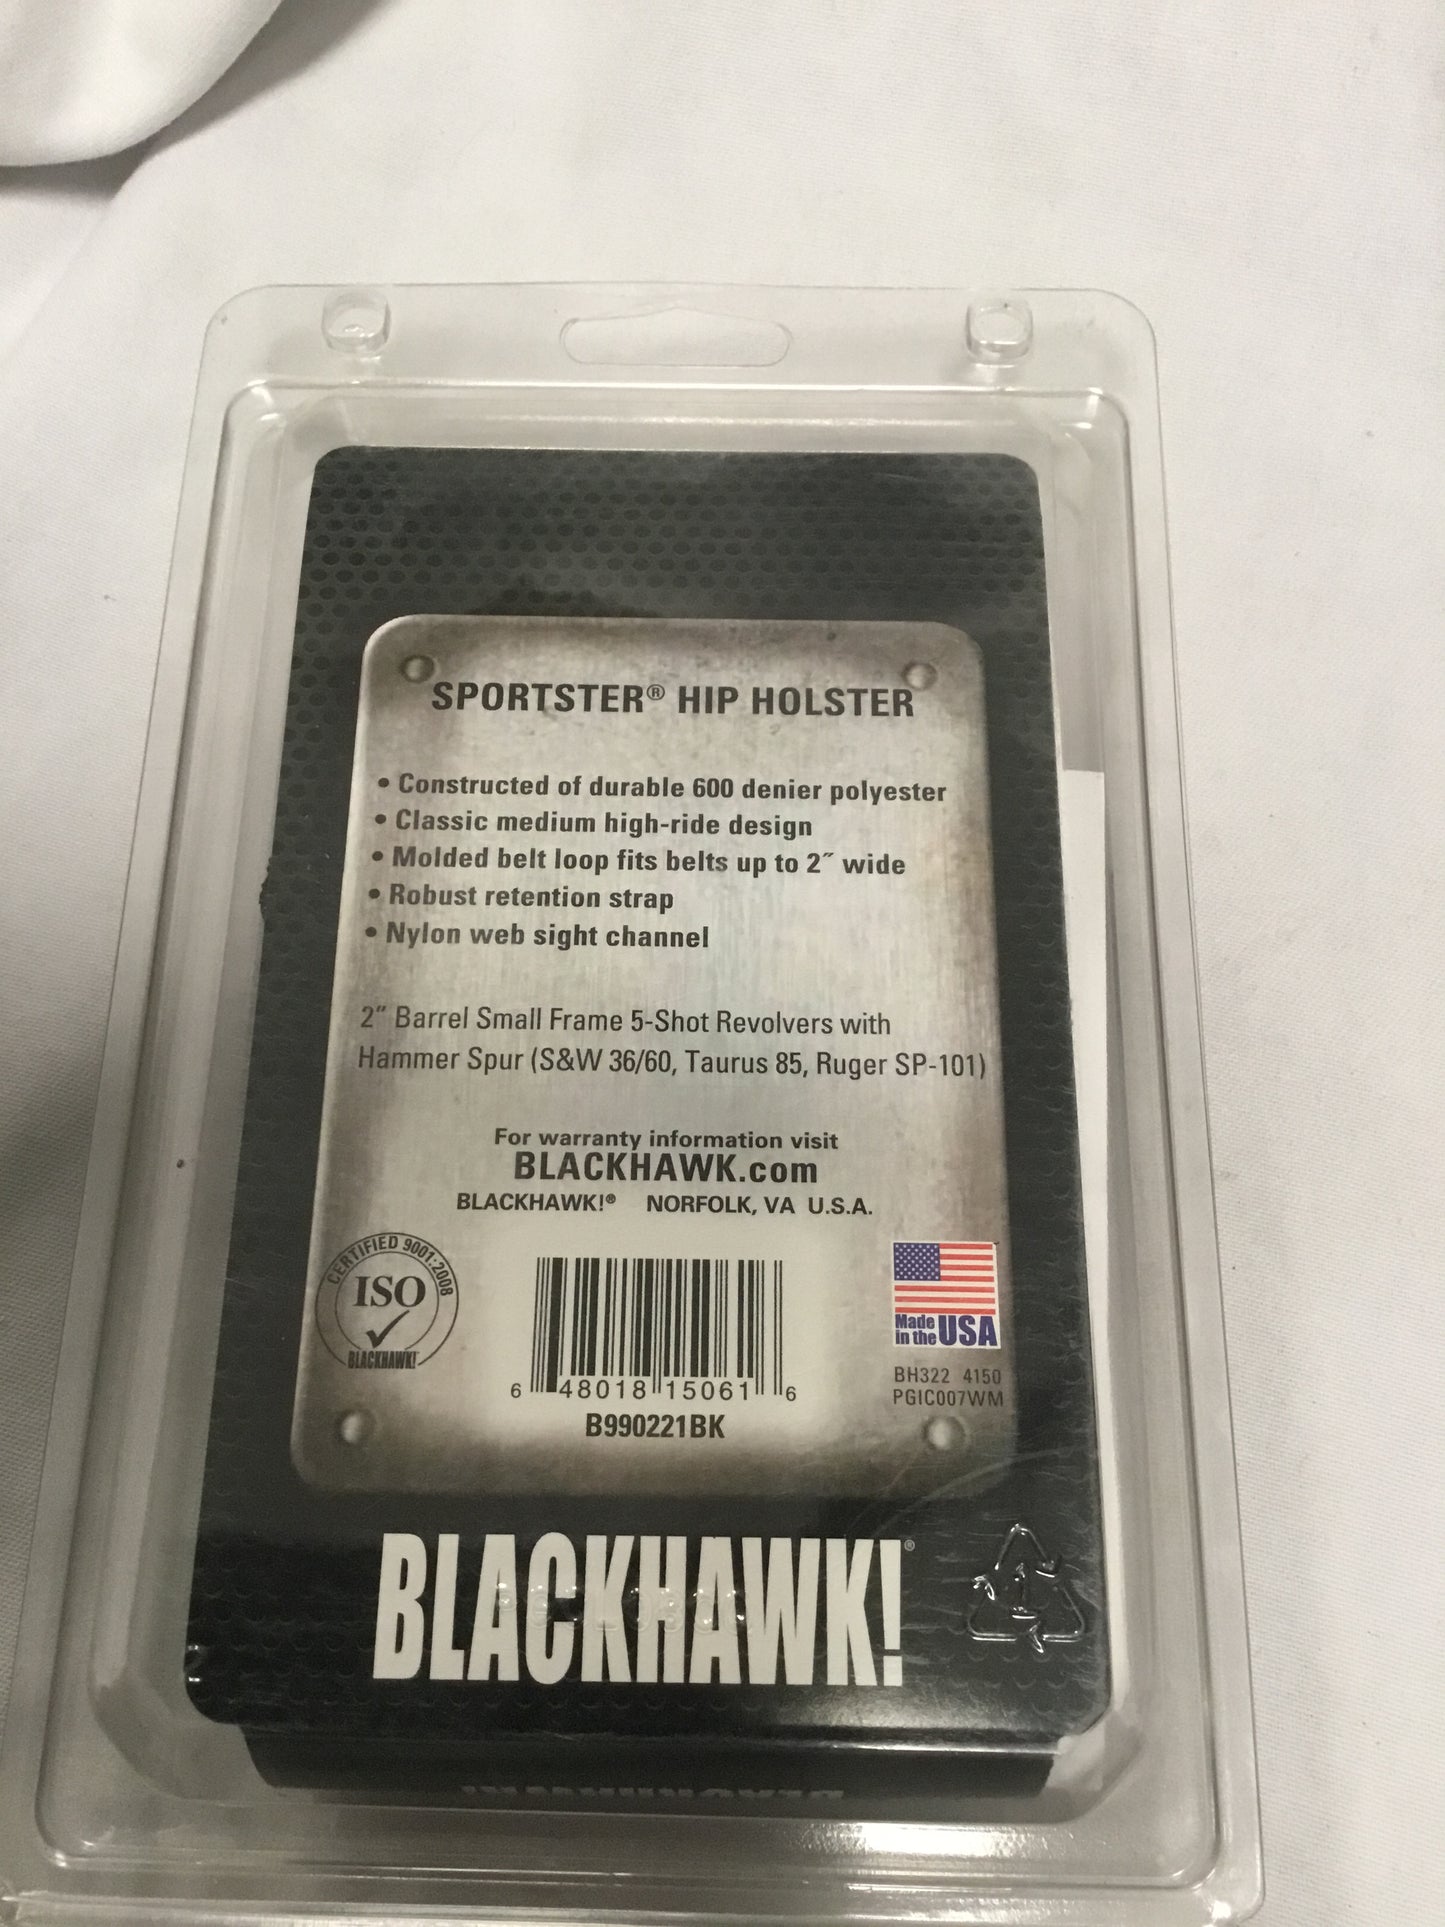 SPORTSTER® HIP HOLSTER
• Constructed of durable 600 denier polyester
• Classic medium high-ride design
• Molded belt loop fits belts up to 2″ wide
• Robust retention strap
• Nylon web sight channel
2″ Barrel Small Frame 5-Shot Revolvers with
Hammer Spur (S&W 36/60, Taurus 85, Ruger SP-101)
For warranty information visit
BLACKHAWK.com
BLACKHAWK!® NORFOLK, VA U.S.A.
CERTIFIED 9001:2008
ISO
BLACKHAWK!
6 48018 15061 6
B990221BK
Made
in the USA
BH322 4150
PGIC007WM
BLACKHAWK!®
1